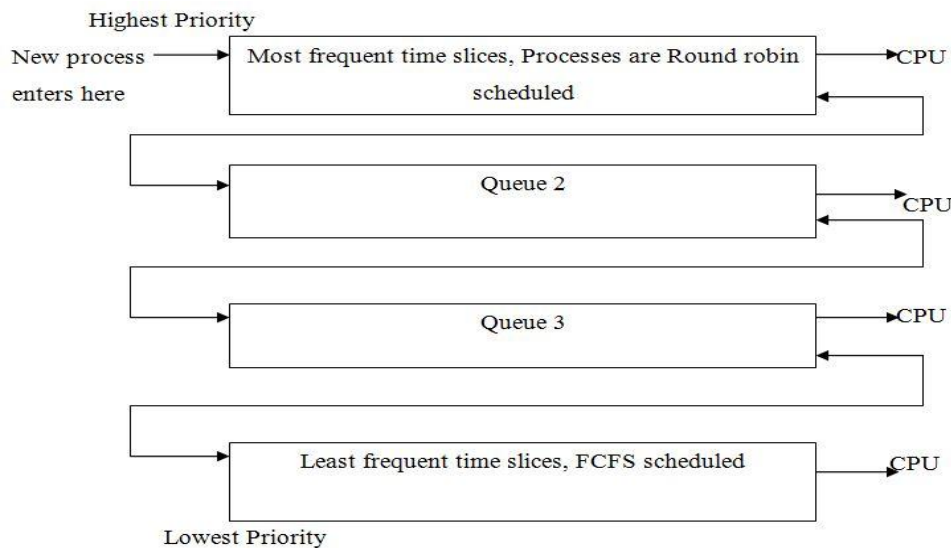 Highest Priority
New process
enters here
Most frequent time slices, Processes are Round robin
scheduled
CPU
Queue 2
CPU
Queue 3
CPU
Least frequent time slices, FCFS scheduled
CPU
Lowest Priority